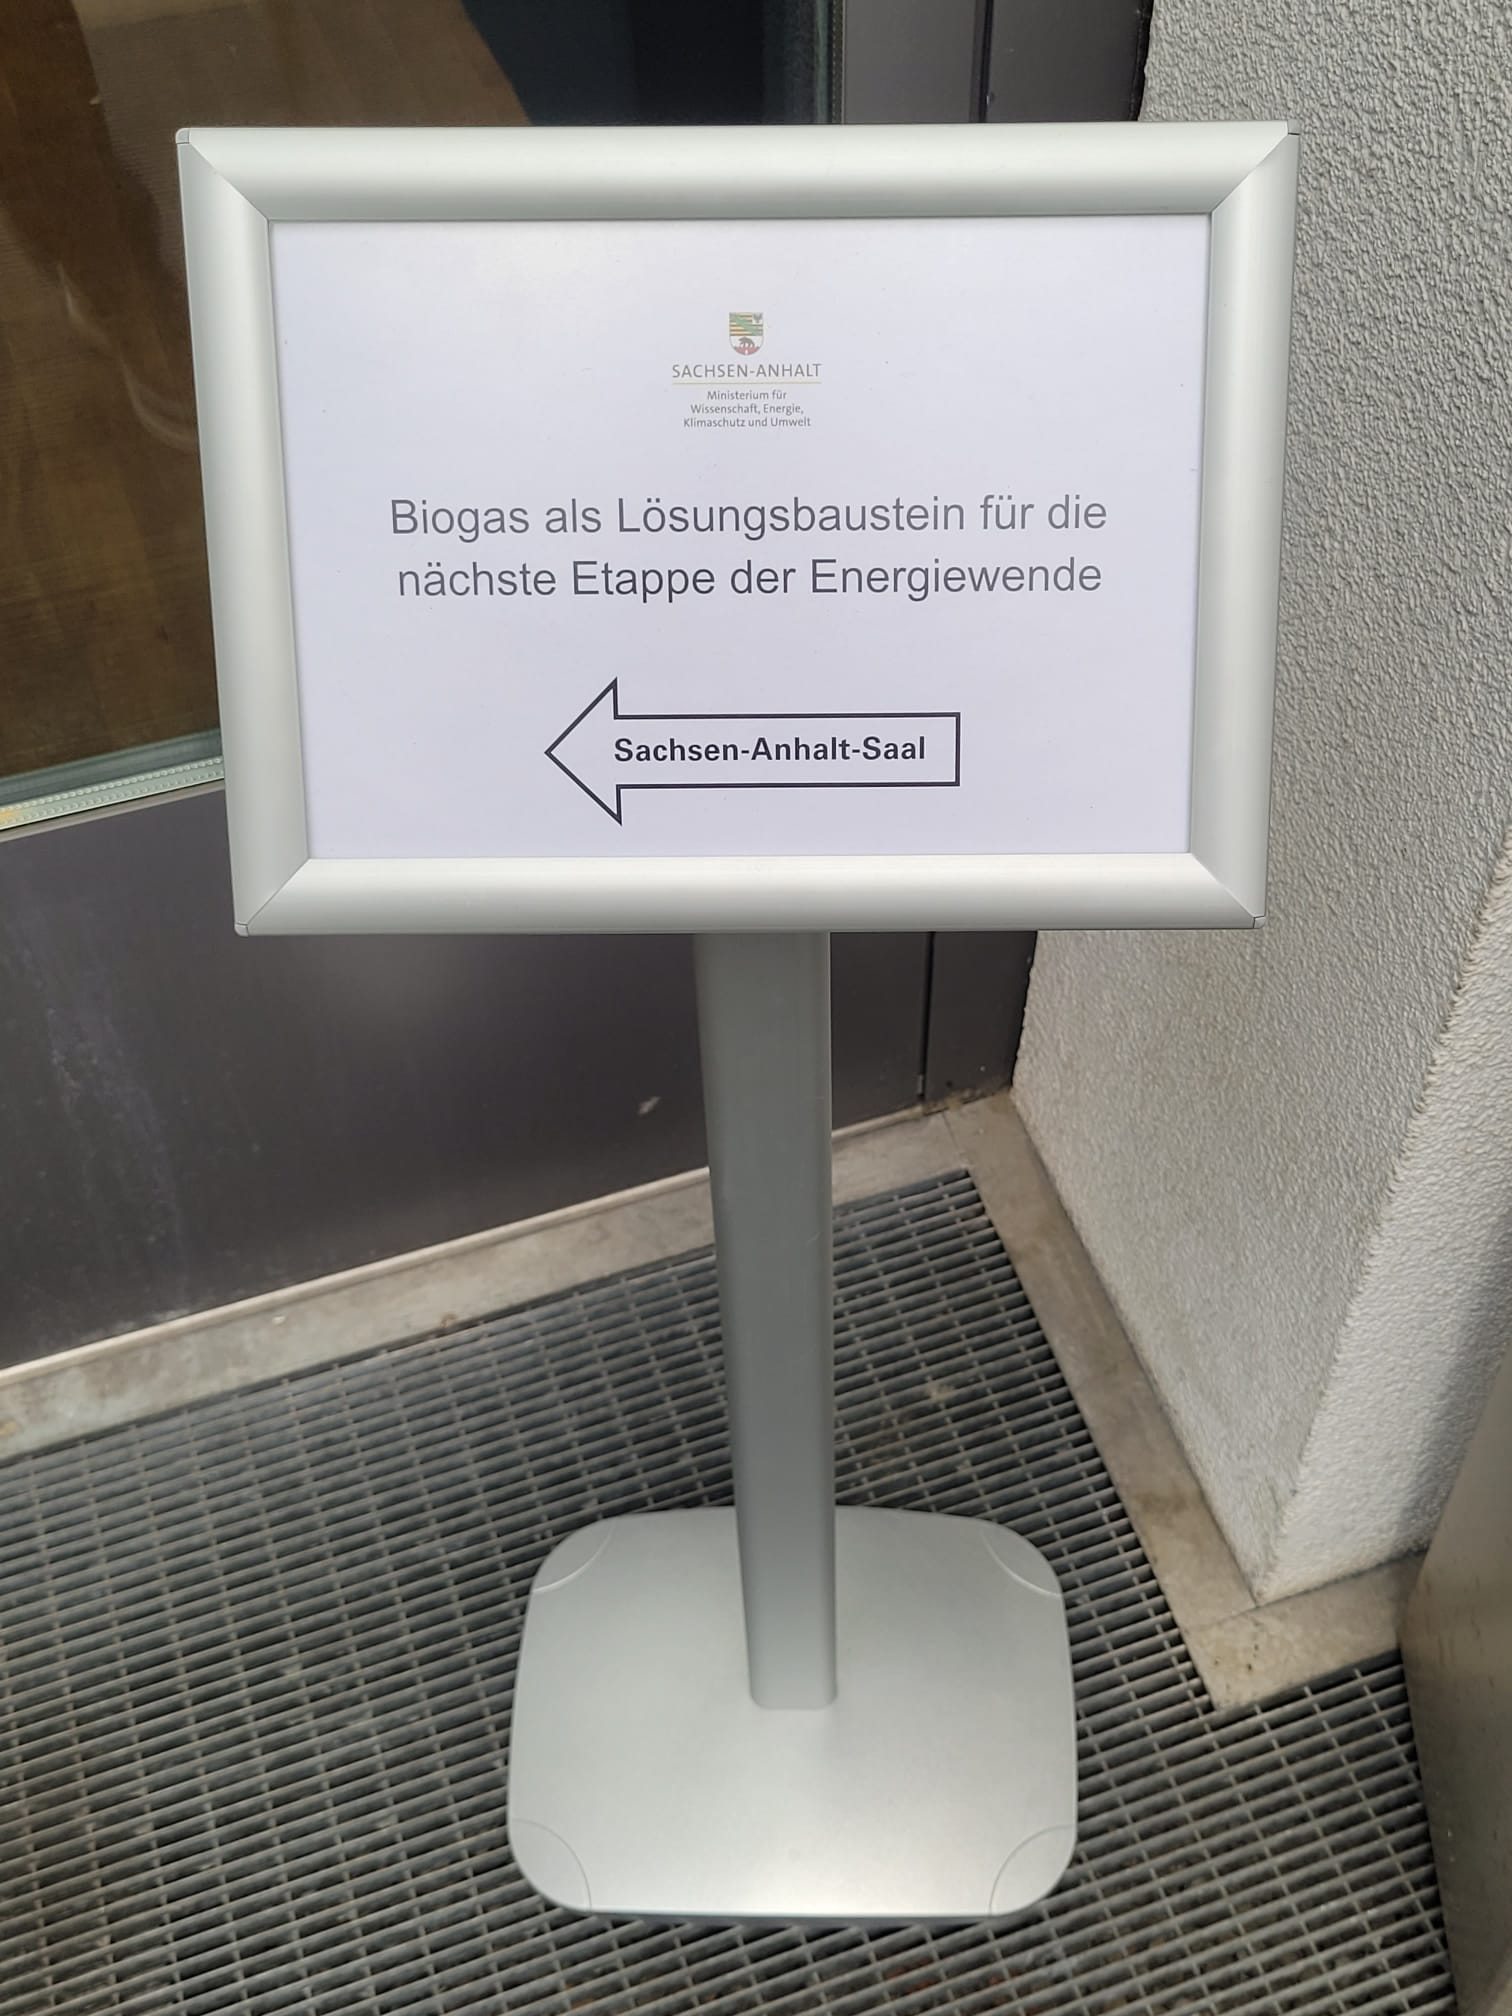 SACHSEN-ANHALT
Ministerium für
Wissenschaft, Energie,
Klimaschutz und Umwelt
Biogas als Lösungsbaustein für die
nächste Etappe der Energiewende
Sachsen-Anhalt-Saal